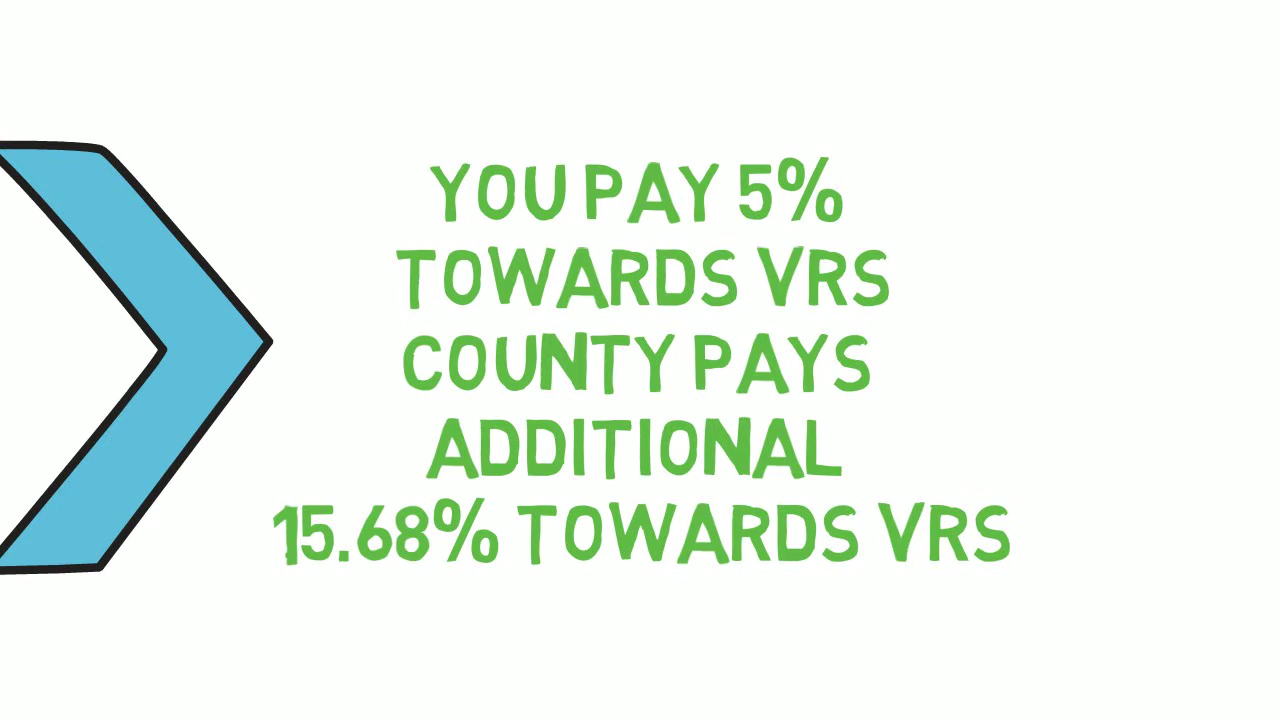 YOU PAY 5%
TOWARDS VRS
COUNTY PAYS
ADDITIONAL
15.68% TOWARDS VRS